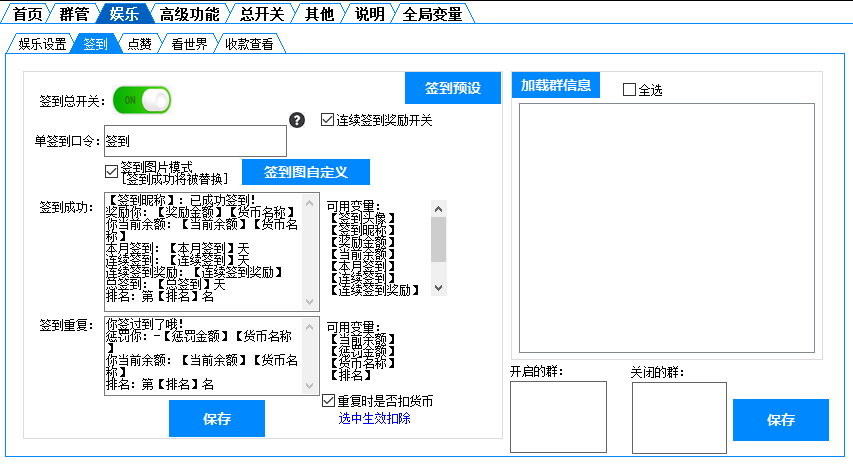 首页 群管 娱乐 高级功能 总开关 其他 说明 全局变量
娱乐设置 签到 点赞 看世界 收款查看
签到总开关：
ON
签到预设
?
连续签到奖励开关
单签到口令：
签到
签到图片模式
[签到成功将被替换]
签到图自定义
签到成功：
【签到昵称】：已成功签到！
奖励你：【奖励金额】【货币名称】
你当前余额：【当前余额】【货币名
称】
本月签到：【本月签到】天
连续签到：【连续签到】天
连续签到奖励：【连续签到奖励】
总签到：【总签到】天
排名：第【排名】名
可用变量：
【签到头像】
【签到昵称】
【奖励金额】
【当前余额】
【本月签到】
【连续签到】
【连续签到奖励】
签到重复：
你签过到了哦！
惩罚你：-【惩罚金额】【货币名称
】
你当前余额：【当前余额】【货币名
称】
排名：第【排名】名
可用变量：
【当前余额】
【惩罚金额】
【货币名称】
【排名】
重复时是否扣货币
选中生效扣除
保存
加载群信息
全选
开启的群：
关闭的群：
保存